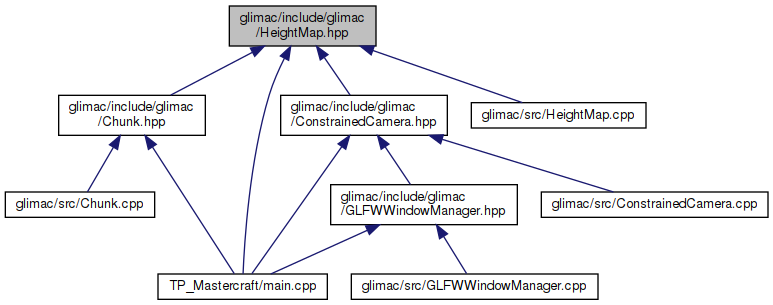 glimac/include/glimac
/HeightMap.hpp
glimac/include/glimac
/Chunk.hpp
glimac/include/glimac
/ConstrainedCamera.hpp
glimac/src/HeightMap.cpp
glimac/src/Chunk.cpp
glimac/include/glimac
/GLFWWindowManager.hpp
glimac/src/ConstrainedCamera.cpp
TP_Mastercraft/main.cpp
glimac/src/GLFWWindowManager.cpp